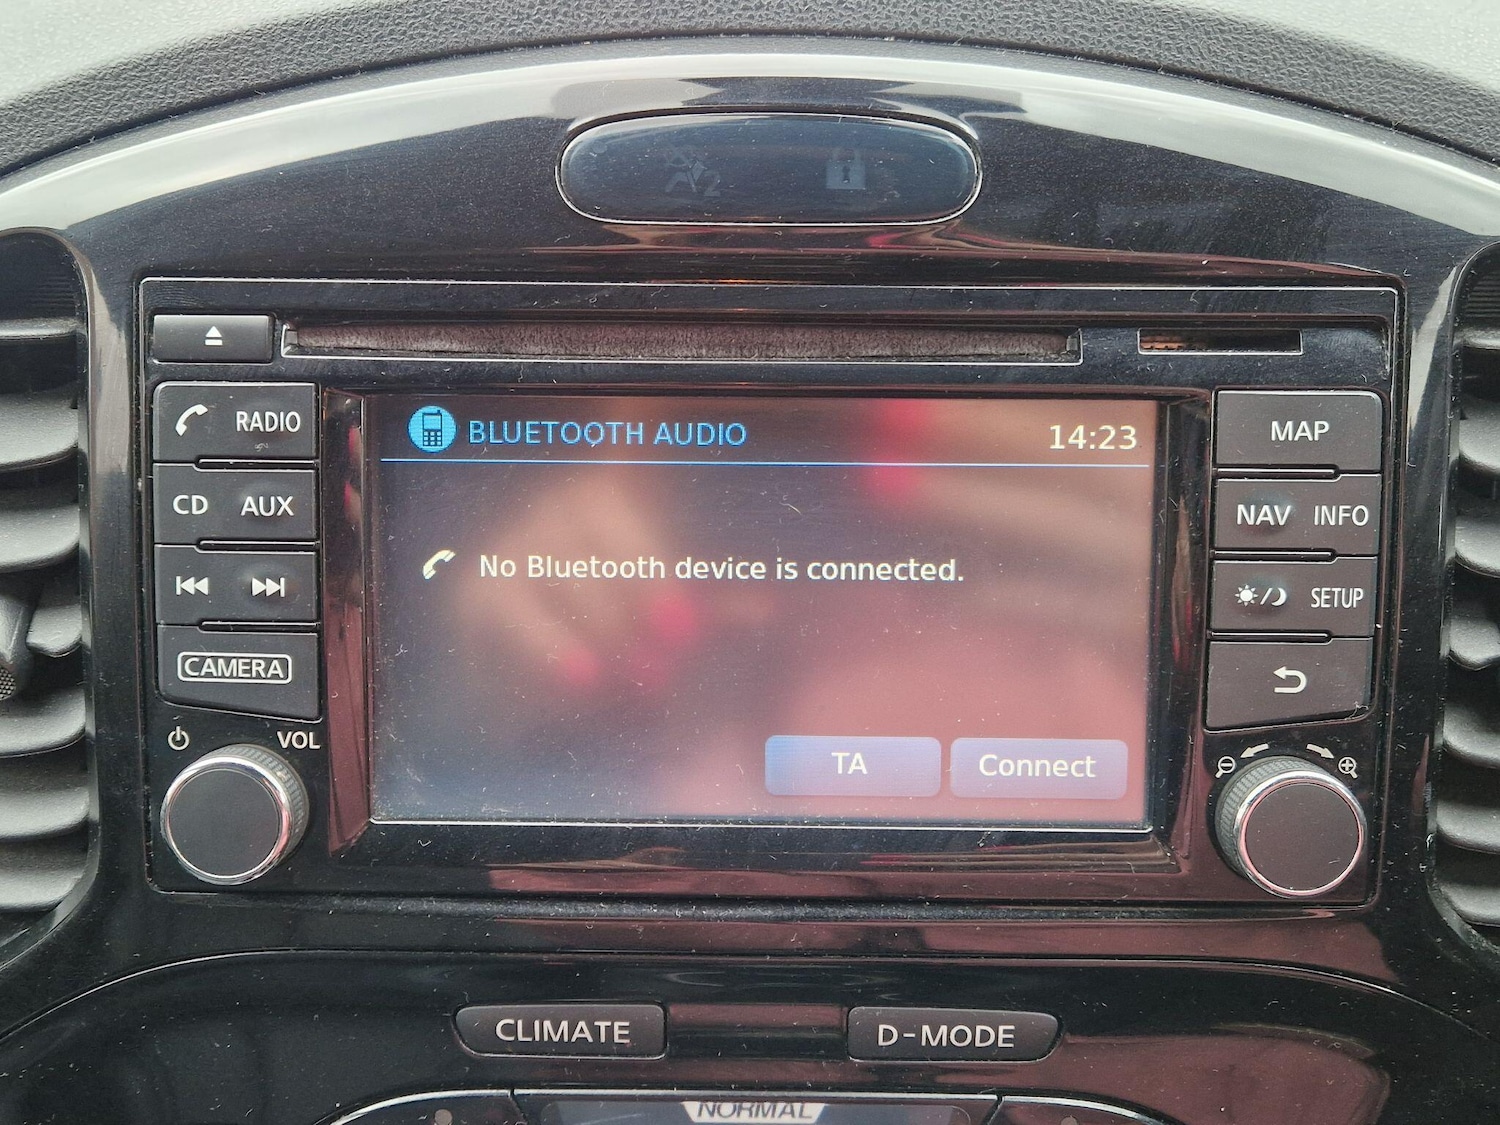 2
BLUETOOTH AUDIO
14:23
No Bluetooth device is connected.
TA
Connect
RADIO
CD AUX
CAMERA
VOL
MAP
NAV INFO
SETUP
CLIMATE
D-MODE
NORMAL